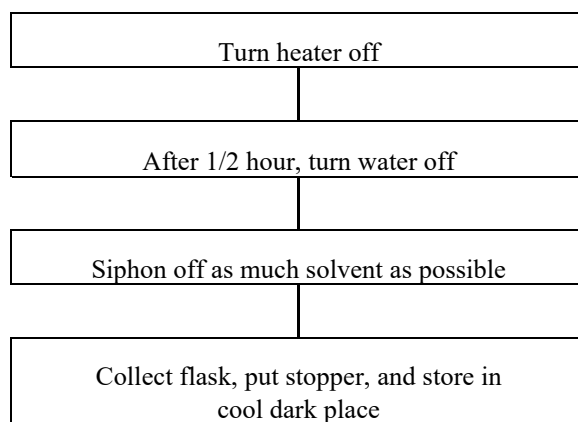 Turn heater off
After 1/2 hour, turn water off
Siphon off as much solvent as possible
Collect flask, put stopper, and store in
cool dark place